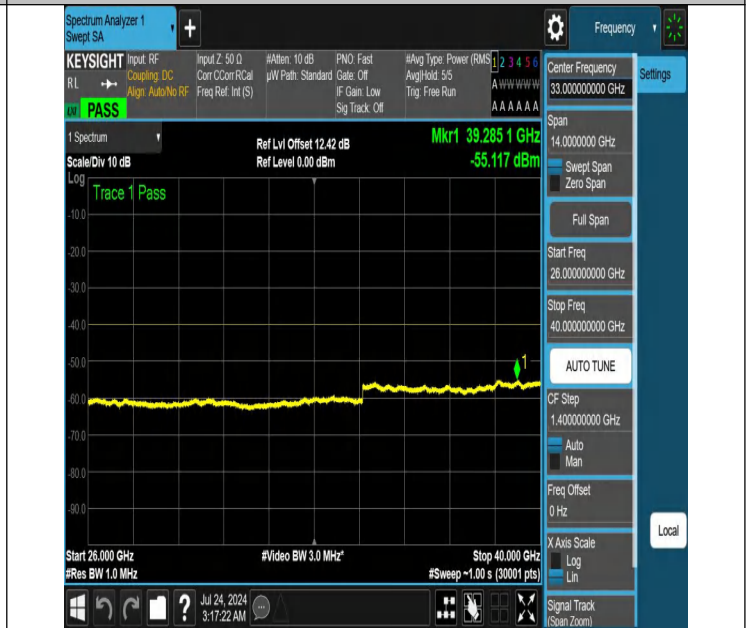 Spectrum Analyzer 1
Swept SA
+
Frequency
KEYSIGHT
RL
PASS
Input: RF
Coupling: DC
Align: Auto/No RF
Input Z: 50 Ω
Corr CCorr RCal
Freq Ref: Int (S)
#Atten: 10 dB
µW Path: Standard
PNO: Fast
Gate: Off
IF Gain: Low
Sig Track: Off
#Avg Type: Power (RMS
Avg|Hold: 5/5
Trig: Free Run
1 2 3 4 5 6
A W W W W W
A A A A A A
Center Frequency
33.000000000 GHz
Settings
Span
14.0000000 GHz
Swept Span
Zero Span
Full Span
Start Freq
26.000000000 GHz
Stop Freq
40.000000000 GHz
AUTO TUNE
CF Step
1.400000000 GHz
Auto
Man
Freq Offset
0 Hz
X Axis Scale
Log
Lin
Signal Track
(Span Zoom)
Local
1 Spectrum
Scale/Div 10 dB
Ref Lvl Offset 12.42 dB
Ref Level 0.00 dBm
Mkr1 39.285 1 GHz
-55.117 dBm
Log
Trace 1 Pass
-10.0
-20.0
-30.0
-40.0
-50.0
-60.0
-70.0
-80.0
-90.0
1
Start 26.000 GHz
#Res BW 1.0 MHz
#Video BW 3.0 MHz*
Stop 40.000 GHz
#Sweep ~1.00 s (30001 pts)
?
Jul 24, 2024
3:17:22 AM